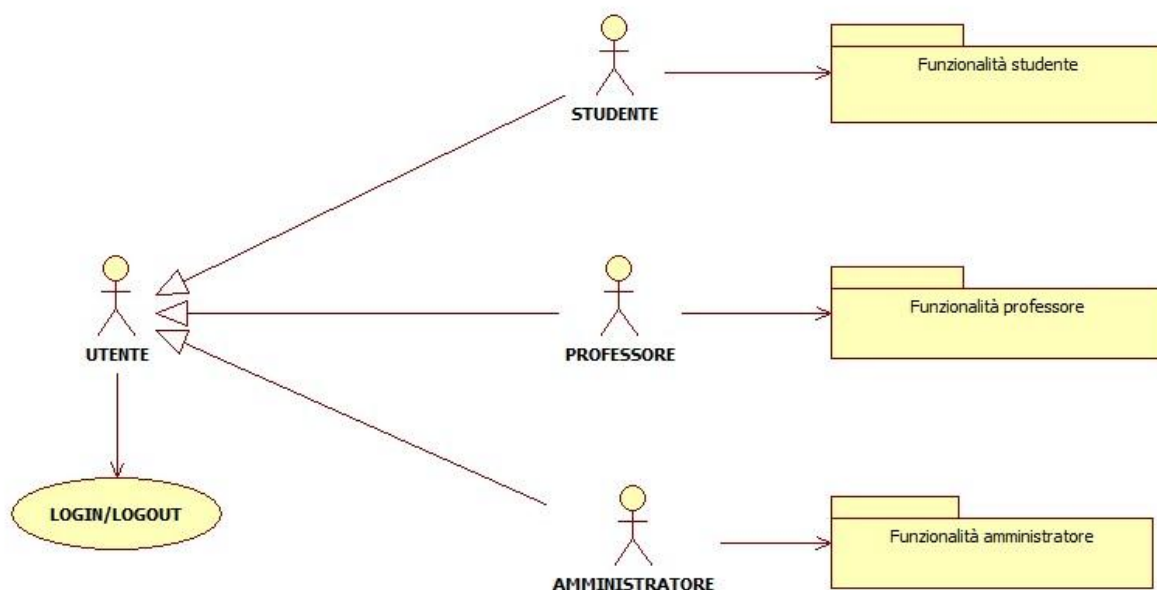 Funzionalità studente
STUDENTE
Funzionalità professore
UTENTE
PROFESSORE
LOGIN/LOGOUT
Funzionalità amministratore
AMMINISTRATORE